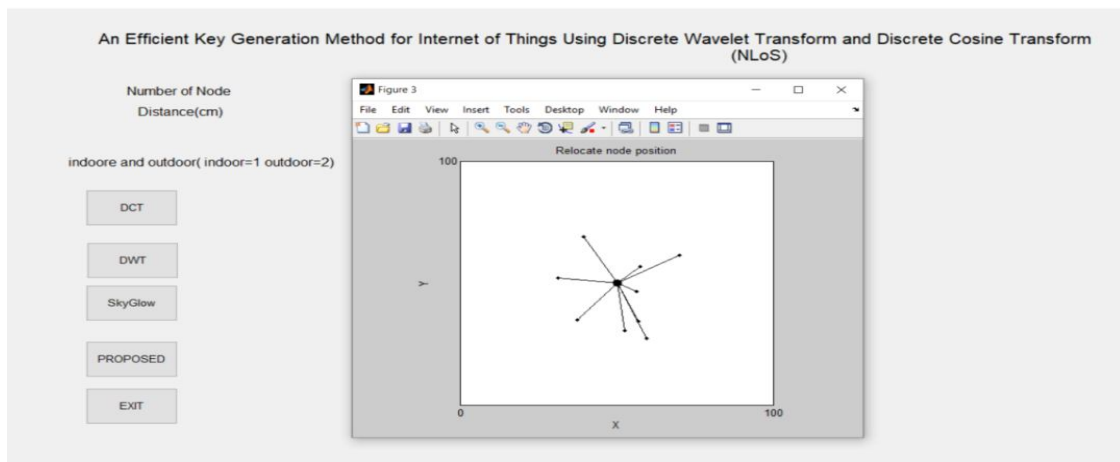 An Efficient Key Generation Method for Internet of Things Using Discrete Wavelet Transform and Discrete Cosine Transform
(NLoS)
Number of Node
Distance(cm)
indoore and outdoor( indoor=1 outdoor=2)
DCT
DWT
SkyGlow
PROPOSED
EXIT
Figure 3
File Edit View Insert Tools Desktop Window Help
Relocate node position
100
Y
0 100
X